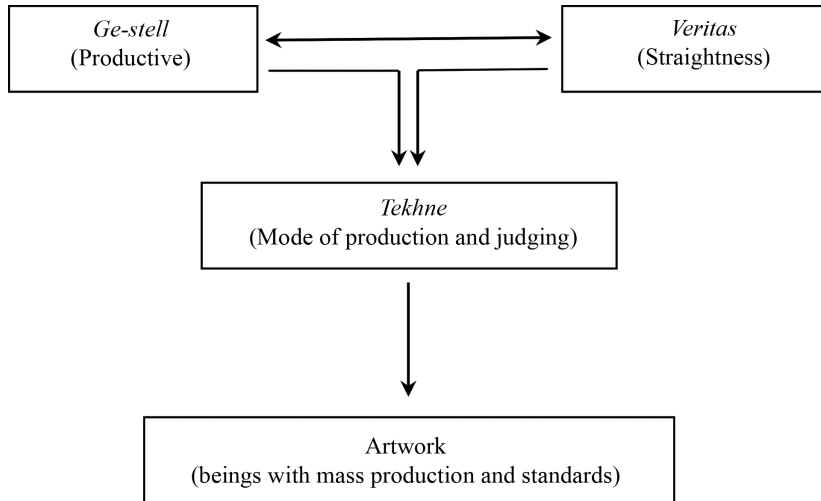 Ge-stell
(Productive)
Veritas
(Straightness)
Tekhne
(Mode of production and judging)
Artwork
(beings with mass production and standards)